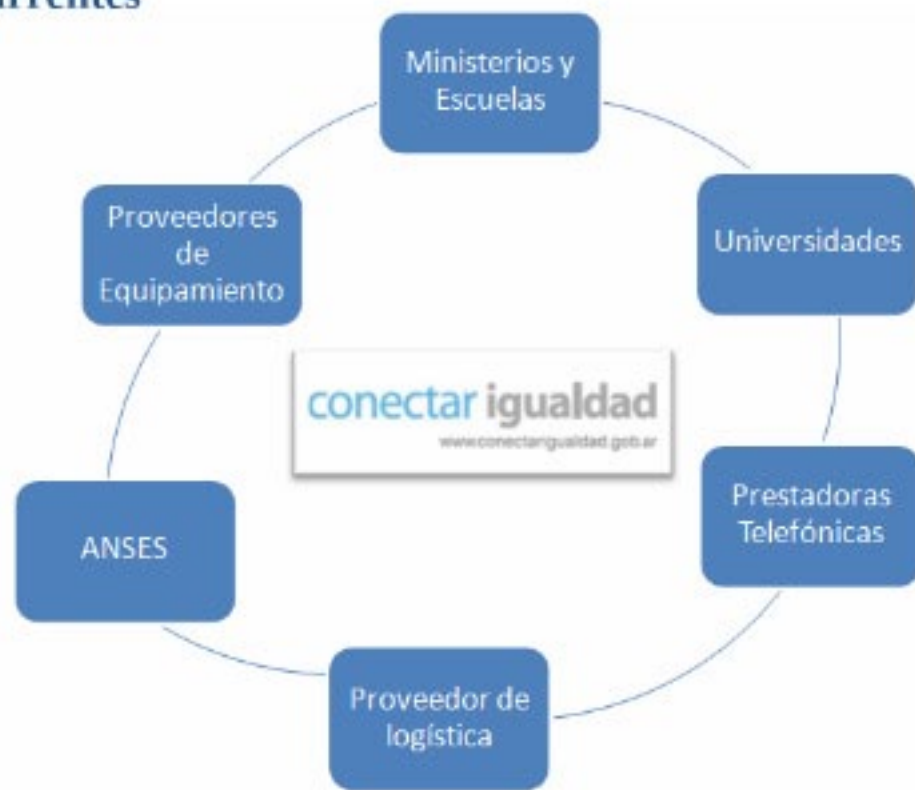 Ministerios y
Escuelas
Proveedores
de
Equipamiento
Universidades
conectar igualdad
www.conectarigualdad.gob.ar
Prestadoras
Telefónicas
ANSES
Proveedor de
logística